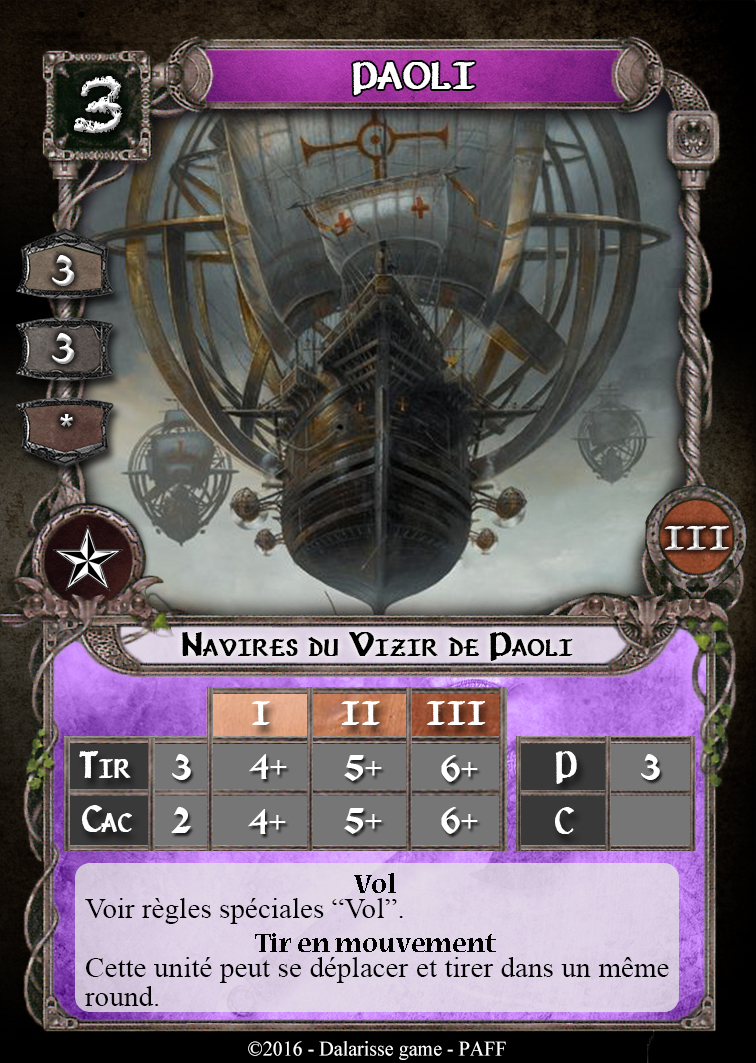 3
PAOLI
3
3
*
III
Navires du Vizir de Paoli
I II III
Tir 3 4+ 5+ 6+ P 3
Cac 2 4+ 5+ 6+ C
Vol
Voir règles spéciales “Vol”.
Tir en mouvement
Cette unité peut se déplacer et tirer dans un même
round.
©2016 - Dalarisse game - PAFF